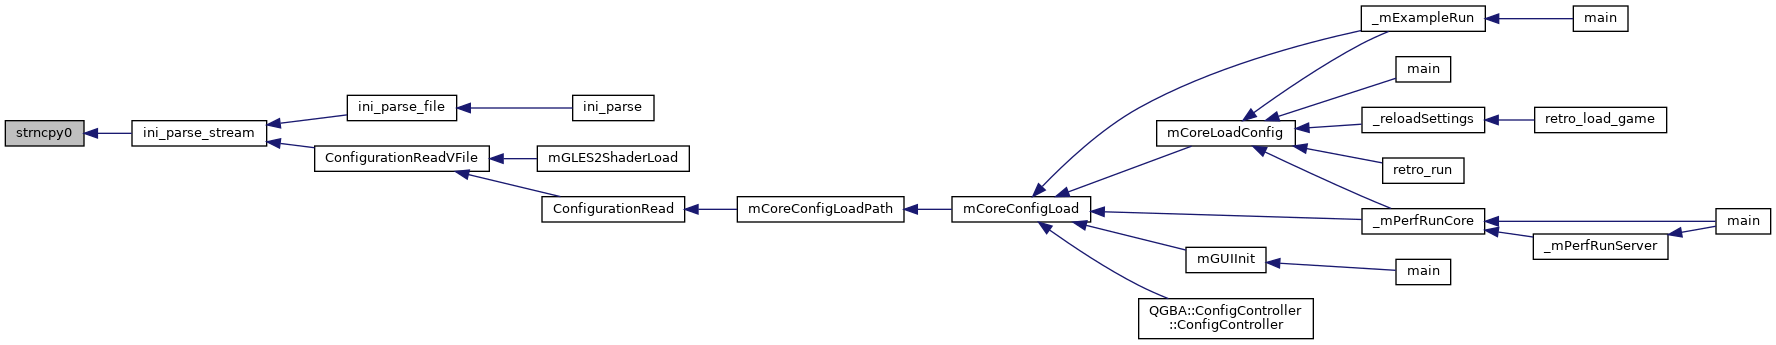 strncpy0
ini_parse_stream
ini_parse_file
ini_parse
ConfigurationReadVFile
mGLES2ShaderLoad
ConfigurationRead
mCoreConfigLoadPath
mCoreConfigLoad
_mExampleRun
main
mCoreLoadConfig
main
_reloadSettings
retro_load_game
retro_run
_mPerfRunCore
main
_mPerfRunServer
mGUIInit
main
QGBA::ConfigController
::ConfigController